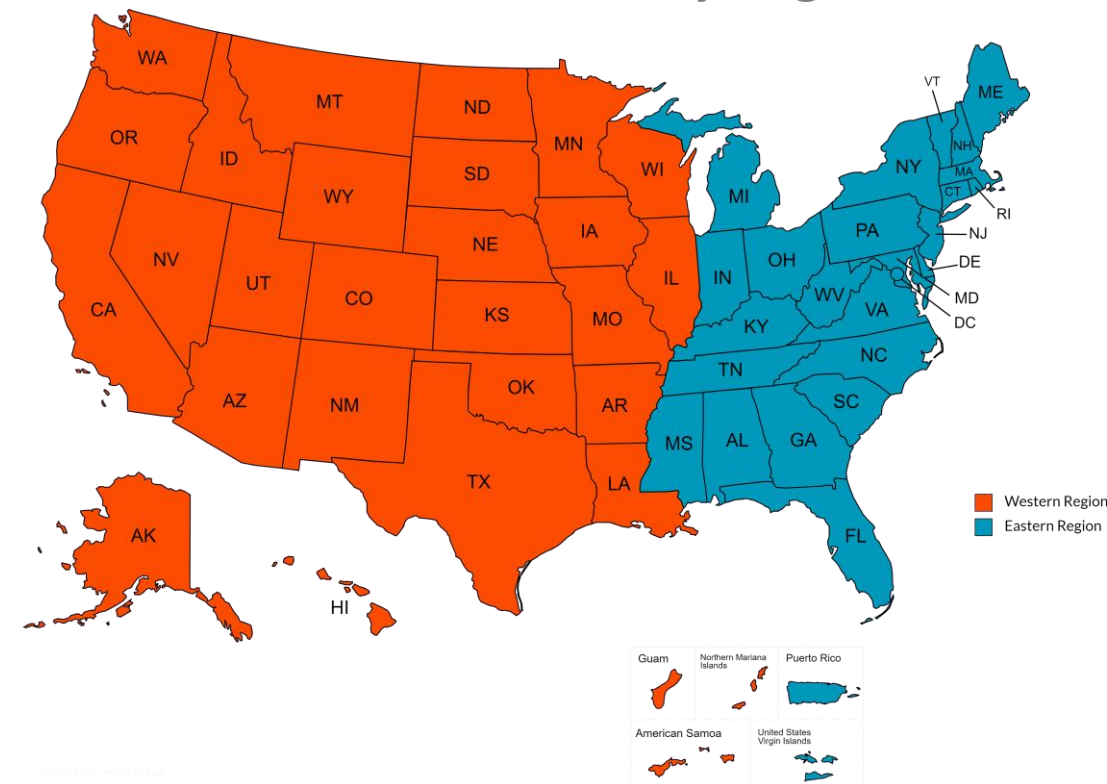 WA
MT
ND
MN
OR
ID
SD
WI
WY
MI
VT
ME
NH
NY
MA
CT
RI
NV
UT
NE
IA
PA
NJ
CA
CO
IL
IN
OH
DE
KS
MO
WV
VA
MD
DC
KY
AZ
NM
OK
AR
TN
NC
SC
TX
LA
MS
AL
GA
FL
Western Region
Eastern Region
AK
HI
Guam
Northern Mariana
Islands
Puerto Rico
American Samoa
United States
Virgin Islands